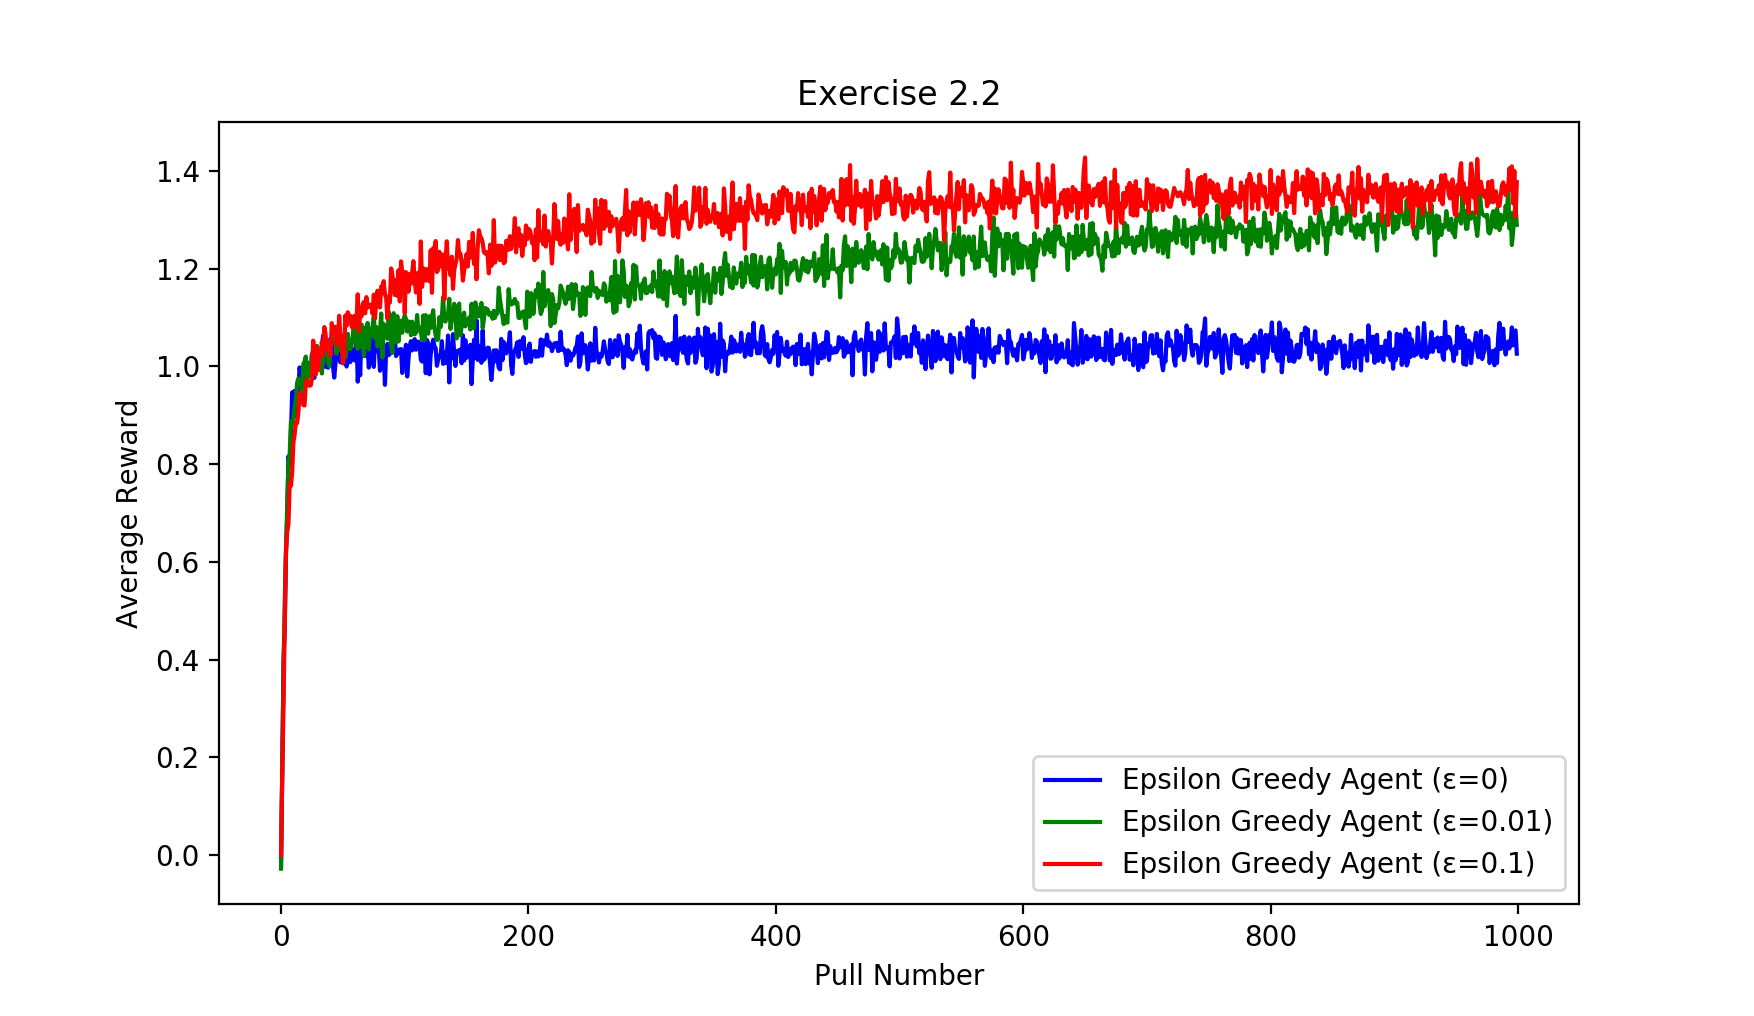 Exercise 2.2
Average Reward
1.4
1.2
1.0
0.8
0.6
0.4
0.2
0.0
Epsilon Greedy Agent (ε=0)
Epsilon Greedy Agent (ε=0.01)
Epsilon Greedy Agent (ε=0.1)
0 200 400 600 800 1000
Pull Number